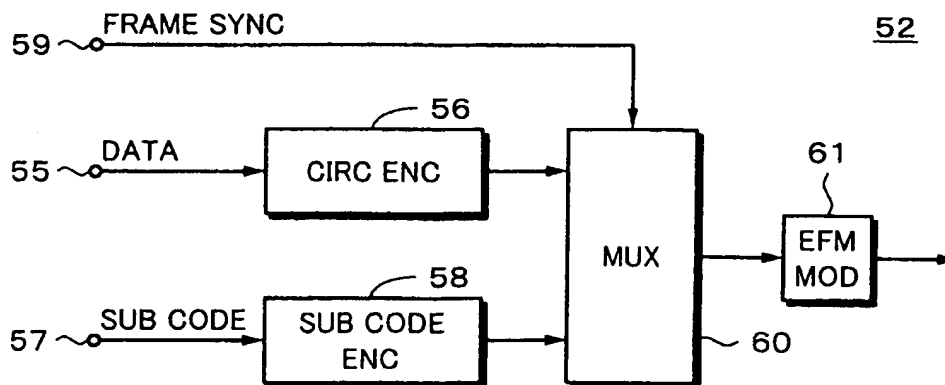 FRAME SYNC
59
52
56
DATA
55
CIRC ENC
61
MUX
EFM
MOD
58
SUB CODE
57
SUB CODE
ENC
60